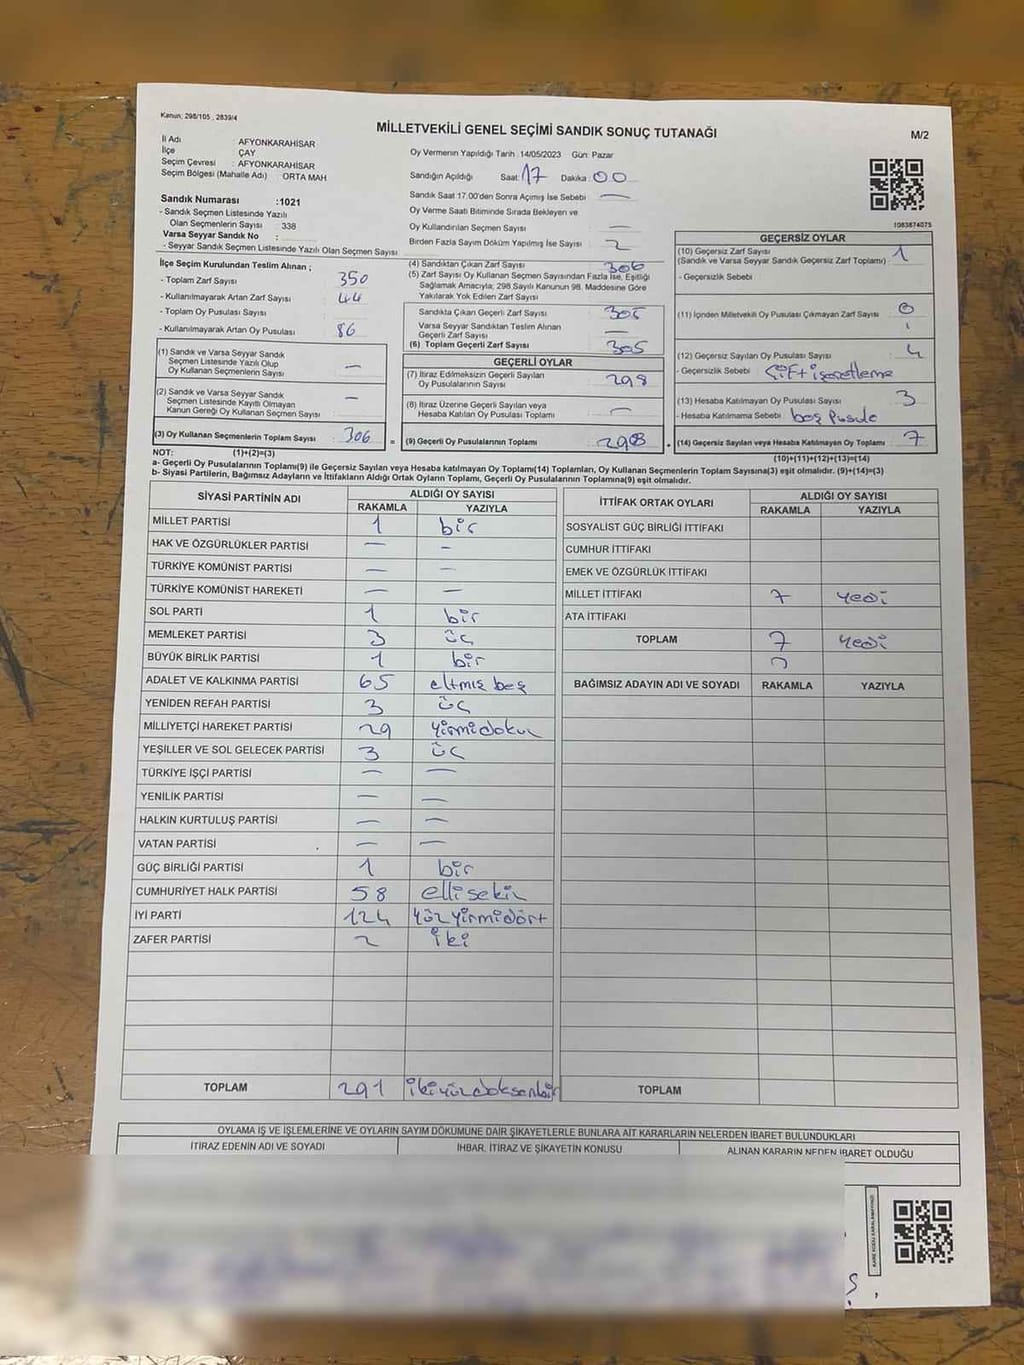 Kanun; 298/105 , 2839/4
MİLLETVEKİLİ GENEL SEÇİMİ SANDIK SONUÇ TUTANAĞI
M/2
İl Adı : AFYONKARAHİSAR
İlçe : ÇAY
Seçim Çevresi : AFYONKARAHİSAR
Seçim Bölgesi (Mahalle Adı) ORTA MAH
Sandık Numarası :1021
- Sandık Seçmen Listesinde Yazılı
Olan Seçmenlerin Sayısı : 338
Varsa Seyyar Sandık No :
- Seyyar Sandık Seçmen Listesinde Yazılı Olan Seçmen Sayısı
Oy Vermenin Yapıldığı Tarih :14/05/2023 Gün: Pazar
Sandığın Açıldığı Saat: 17 Dakika: 00
Sandık Saat 17.00'den Sonra Açılmış İse Sebebi —
Oy Verme Saati Bitiminde Sırada Bekleyen ve
Oy Kullandırılan Seçmen Sayısı —
Birden Fazla Sayım Döküm Yapılmış İse Sayısı 2
1083874075
İlçe Seçim Kurulundan Teslim Alınan ;
- Toplam Zarf Sayısı 350
- Kullanılmayarak Artan Zarf Sayısı 44
- Toplam Oy Pusulası Sayısı :
- Kullanılmayarak Artan Oy Pusulası 86
(1) Sandık ve Varsa Seyyar Sandık
Seçmen Listesinde Yazılı Olup
Oy Kullanan Seçmenlerin Sayısı —
(2) Sandık ve Varsa Seyyar Sandık
Seçmen Listesinde Kayıtlı Olmayan
Kanun Gereği Oy Kullanan Seçmen Sayısı —
(3) Oy Kullanan Seçmenlerin Toplam Sayısı 306 =
(4) Sandıktan Çıkan Zarf Sayısı 306
(5) Zarf Sayısı Oy Kullanan Seçmen Sayısından Fazla İse, Eşitliği
Sağlamak Amacıyla; 298 Sayılı Kanunun 98. Maddesine Göre
Yakılarak Yok Edilen Zarf Sayısı
Sandıkta Çıkan Geçerli Zarf Sayısı 305
Varsa Seyyar Sandıktan Teslim Alınan
Geçerli Zarf Sayısı —
(6) Toplam Geçerli Zarf Sayısı 305
GEÇERLİ OYLAR
(7) İtiraz Edilmeksizin Geçerli Sayılan
Oy Pusulalarının Sayısı 298
(8) İtiraz Üzerine Geçerli Sayılan veya
Hesaba Katılan Oy Pusulası Toplamı —
(9) Geçerli Oy Pusulalarının Toplamı 298
GEÇERSİZ OYLAR
(10) Geçersiz Zarf Sayısı 1
(Sandık ve Varsa Seyyar Sandık Geçersiz Zarf Toplamı)
- Geçersizlik Sebebi
(11) İçinden Milletvekili Oy Pusulası Çıkmayan Zarf Sayısı 0
(12) Geçersiz Sayılan Oy Pusulası Sayısı 4
- Geçersizlik Sebebi Çift işaretleme
(13) Hesaba Katılmayan Oy Pusulası Sayısı 3
- Hesaba Katılmama Sebebi boş Pusula
+ (14) Geçersiz Sayılan veya Hesaba Katılmayan Oy Toplamı 7
NOT: (1)+(2)=(3)
(10)+(11)+(12)+(13)=(14)
a- Geçerli Oy Pusulalarının Toplamı(9) ile Geçersiz Sayılan veya Hesaba katılmayan Oy Toplamı(14) Toplamları, Oy Kullanan Seçmenlerin Toplam Sayısına(3) eşit olmalıdır. (9)+(14)=(3)
b- Siyasi Partilerin, Bağımsız Adayların ve İttifakların Aldığı Ortak Oyların Toplamı, Geçerli Oy Pusulalarının Toplamına(9) eşit olmalıdır.
SİYASİ PARTİNİN ADI ALDIĞI OY SAYISI
RAKAMLA YAZIYLA
MİLLET PARTİSİ 1 bir
HAK VE ÖZGÜRLÜKLER PARTİSİ — —
TÜRKİYE KOMÜNİST PARTİSİ — —
TÜRKİYE KOMÜNİST HAREKETİ — —
SOL PARTİ 1 bir
MEMLEKET PARTİSİ 3 üç
BÜYÜK BİRLİK PARTİSİ 1 bir
ADALET VE KALKINMA PARTİSİ 65 altmış beş
YENİDEN REFAH PARTİSİ 3 üç
MİLLİYETÇİ HAREKET PARTİSİ 29 yirmidokuz
YEŞİLLER VE SOL GELECEK PARTİSİ 3 üç
TÜRKİYE İŞÇİ PARTİSİ — —
YENİLİK PARTİSİ — —
HALKIN KURTULUŞ PARTİSİ — —
VATAN PARTİSİ — —
GÜÇ BİRLİĞİ PARTİSİ 1 bir
CUMHURİYET HALK PARTİSİ 58 elli sekiz
İYİ PARTİ 124 yüz yirmidört
ZAFER PARTİSİ 2 iki
TOPLAM 291 ikiyüzdoksanbir
İTTİFAK ORTAK OYLARI ALDIĞI OY SAYISI
RAKAMLA YAZIYLA
SOSYALİST GÜÇ BİRLİĞİ İTTİFAKI
CUMHUR İTTİFAKI
EMEK VE ÖZGÜRLÜK İTTİFAKI
MİLLET İTTİFAKI 7 yedi
ATA İTTİFAKI
TOPLAM 7 yedi
BAĞIMSIZ ADAYIN ADI VE SOYADI RAKAMLA YAZIYLA
TOPLAM
OYLAMA İŞ VE İŞLEMLERİNE VE OYLARIN SAYIM DÖKÜMÜNE DAİR ŞİKAYETLERLE BUNLARA AİT KARARLARIN NELERDEN İBARET BULUNDUKLARI
İTİRAZ EDENİN ADI VE SOYADI İHBAR, İTİRAZ VE ŞİKAYETİN KONUSU ALINAN KARARIN NEDEN İBARET OLDUĞU